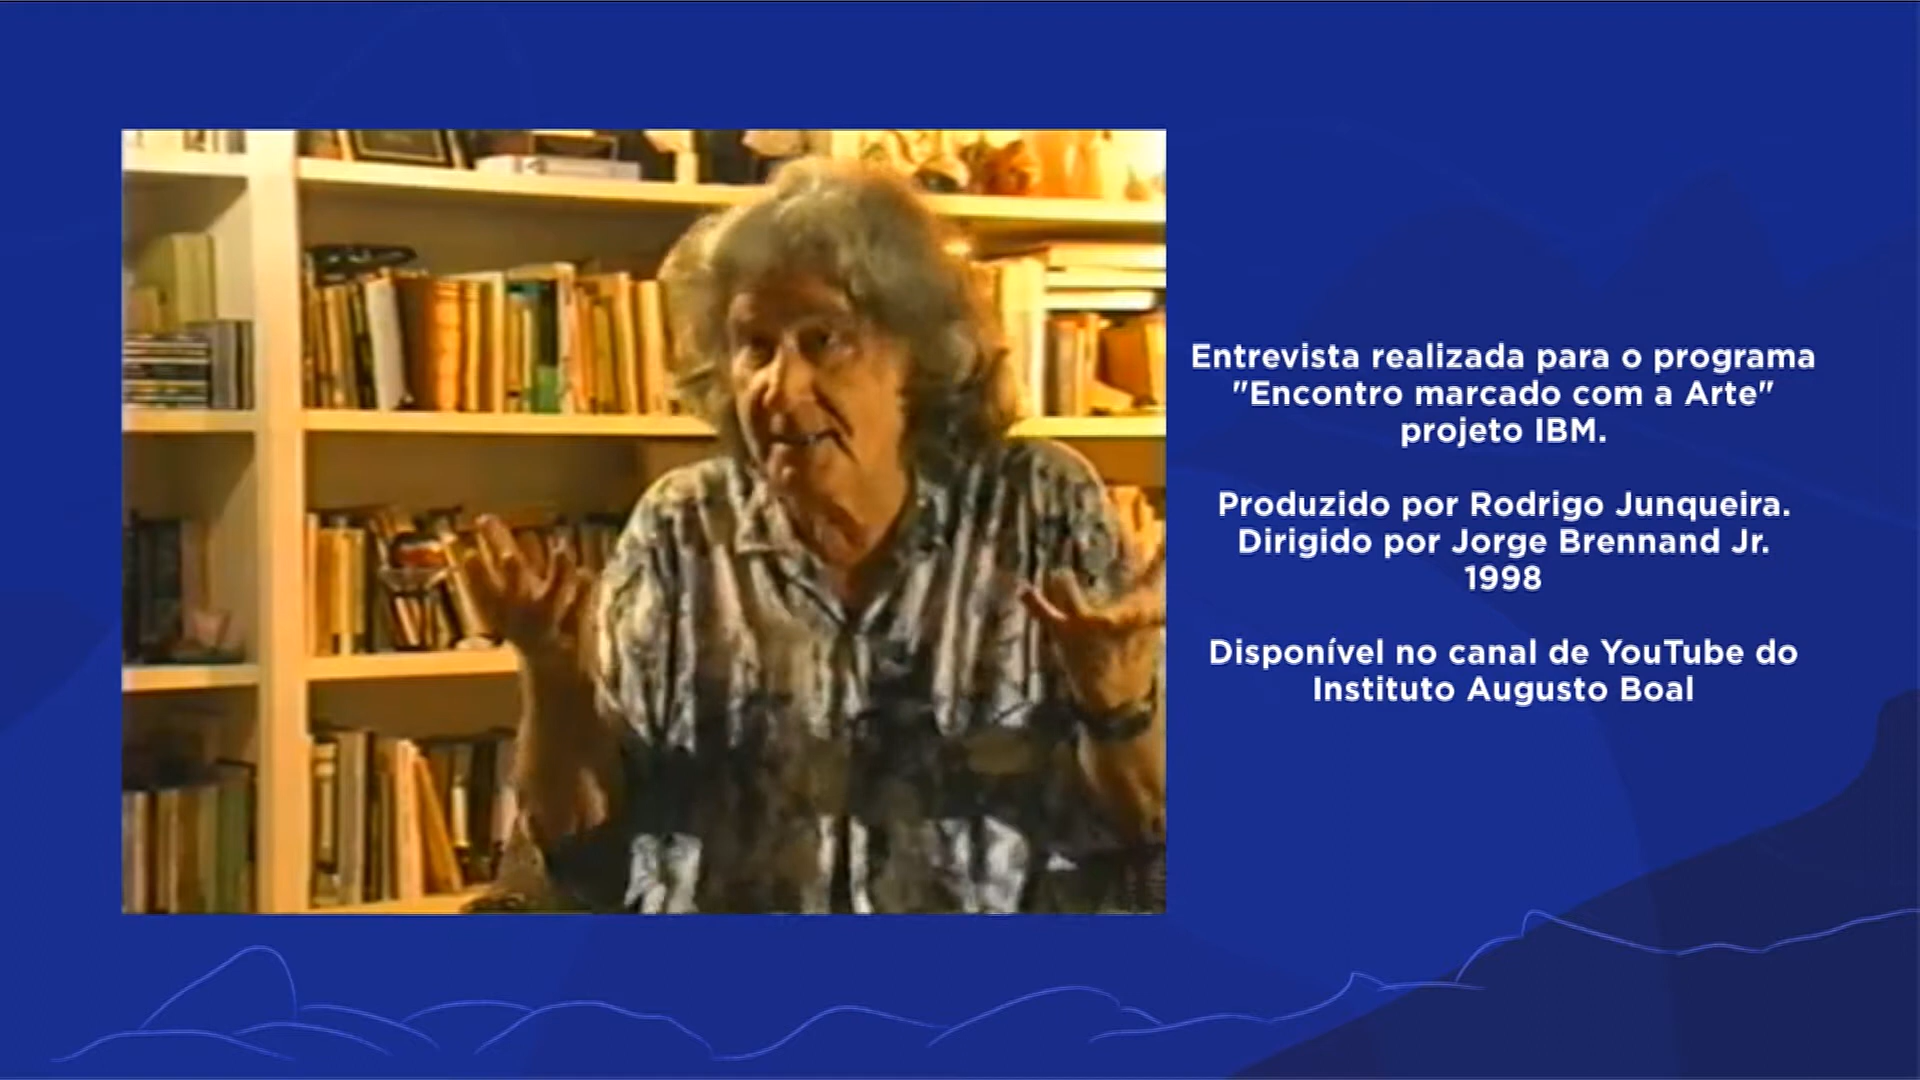 Entrevista realizada para o programa
"Encontro marcado com a Arte"
projeto IBM.
Produzido por Rodrigo Junqueira.
Dirigido por Jorge Brennand Jr.
1998
Disponível no canal de YouTube do
Instituto Augusto Boal